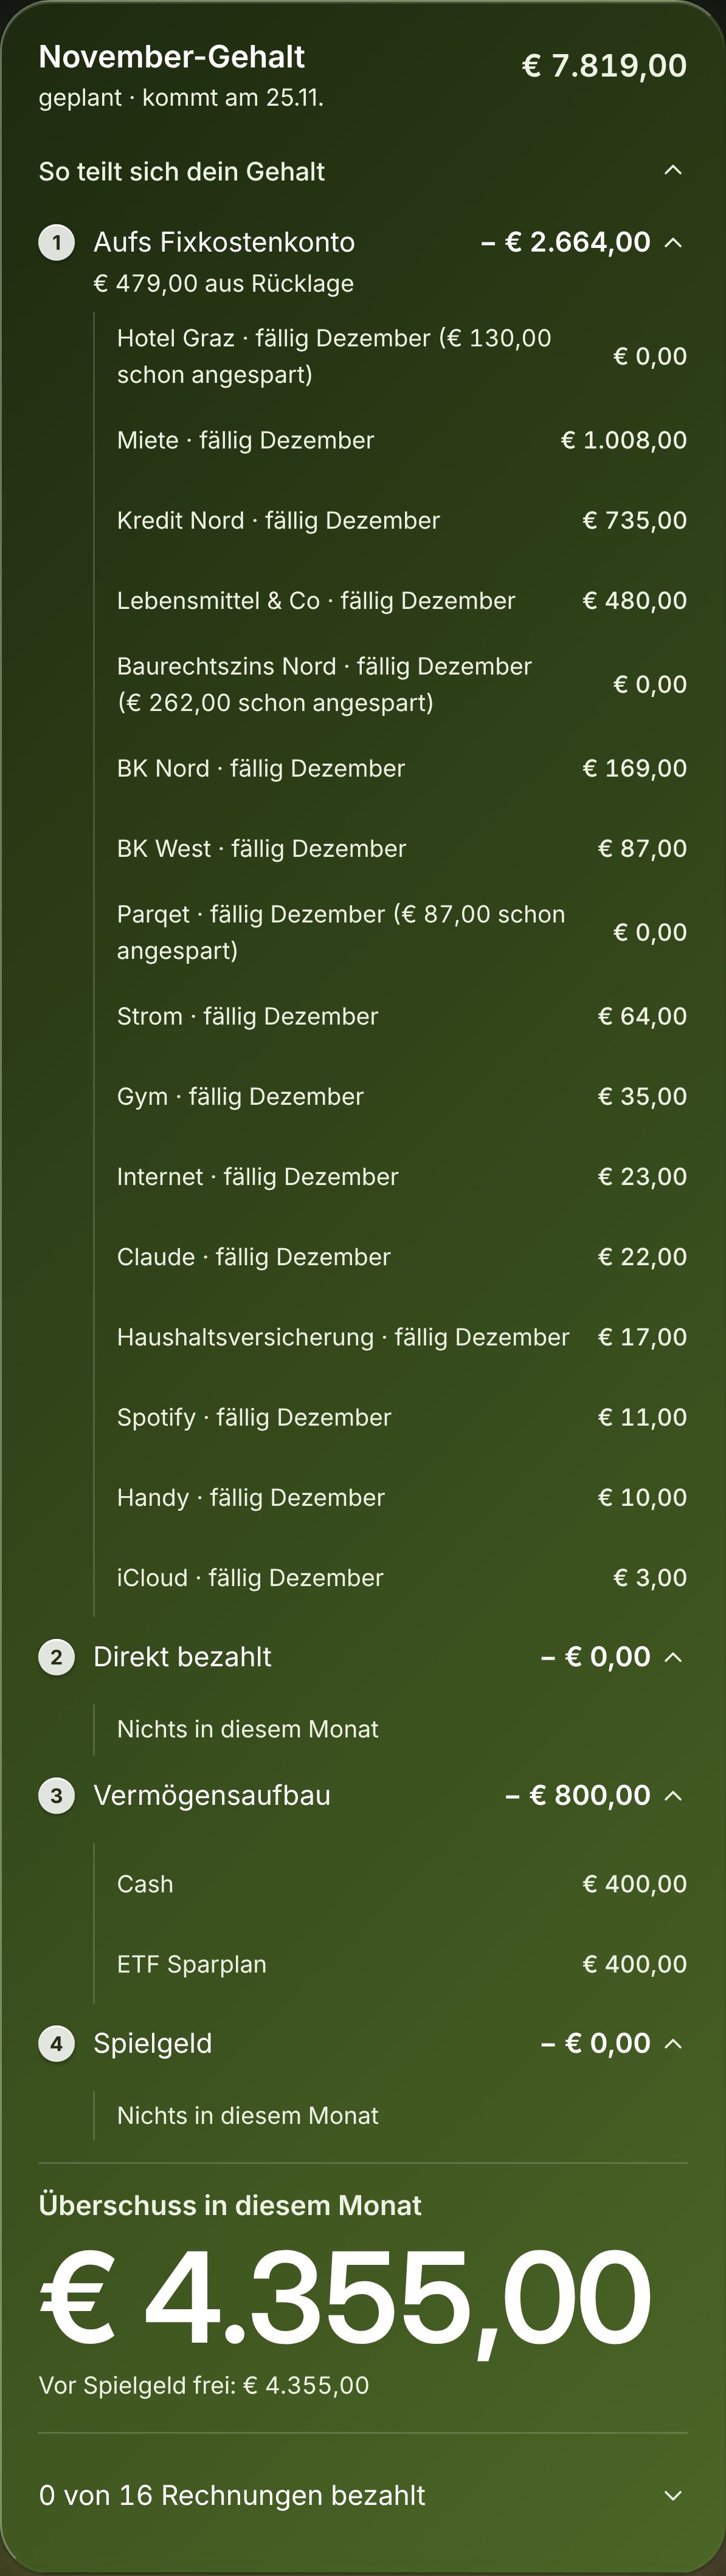 November-Gehalt
€ 7.819,00
geplant · kommt am 25.11.
So teilt sich dein Gehalt
1 Aufs Fixkostenkonto – € 2.664,00
€ 479,00 aus Rücklage
Hotel Graz · fällig Dezember (€ 130,00
schon angespart)
€ 0,00
Miete · fällig Dezember € 1.008,00
Kredit Nord · fällig Dezember € 735,00
Lebensmittel & Co · fällig Dezember € 480,00
Baurechtszins Nord · fällig Dezember
(€ 262,00 schon angespart)
€ 0,00
BK Nord · fällig Dezember € 169,00
BK West · fällig Dezember € 87,00
Parqet · fällig Dezember (€ 87,00 schon
angespart)
€ 0,00
Strom · fällig Dezember € 64,00
Gym · fällig Dezember € 35,00
Internet · fällig Dezember € 23,00
Claude · fällig Dezember € 22,00
Haushaltsversicherung · fällig Dezember € 17,00
Spotify · fällig Dezember € 11,00
Handy · fällig Dezember € 10,00
iCloud · fällig Dezember € 3,00
2 Direkt bezahlt – € 0,00
Nichts in diesem Monat
3 Vermögensaufbau – € 800,00
Cash € 400,00
ETF Sparplan € 400,00
4 Spielgeld – € 0,00
Nichts in diesem Monat
Überschuss in diesem Monat
€ 4.355,00
Vor Spielgeld frei: € 4.355,00
0 von 16 Rechnungen bezahlt